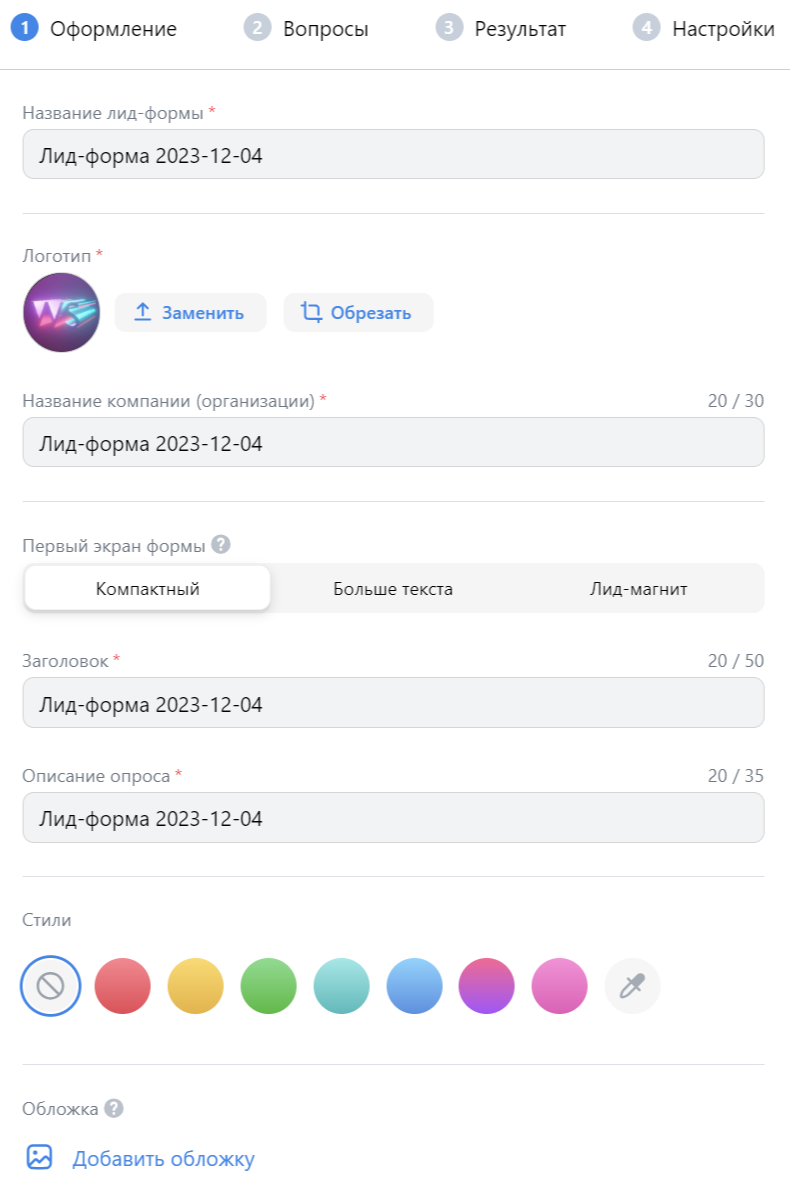 1 Оформление 2 Вопросы 3 Результат 4 Настройки
Название лид-формы *
Лид-форма 2023-12-04
Логотип *
WS Заменить Обрезать
Название компании (организации) * 20 / 30
Лид-форма 2023-12-04
Первый экран формы ?
Компактный Больше текста Лид-магнит
Заголовок * 20 / 50
Лид-форма 2023-12-04
Описание опроса * 20 / 35
Лид-форма 2023-12-04
Стили
Обложка ?
Добавить обложку